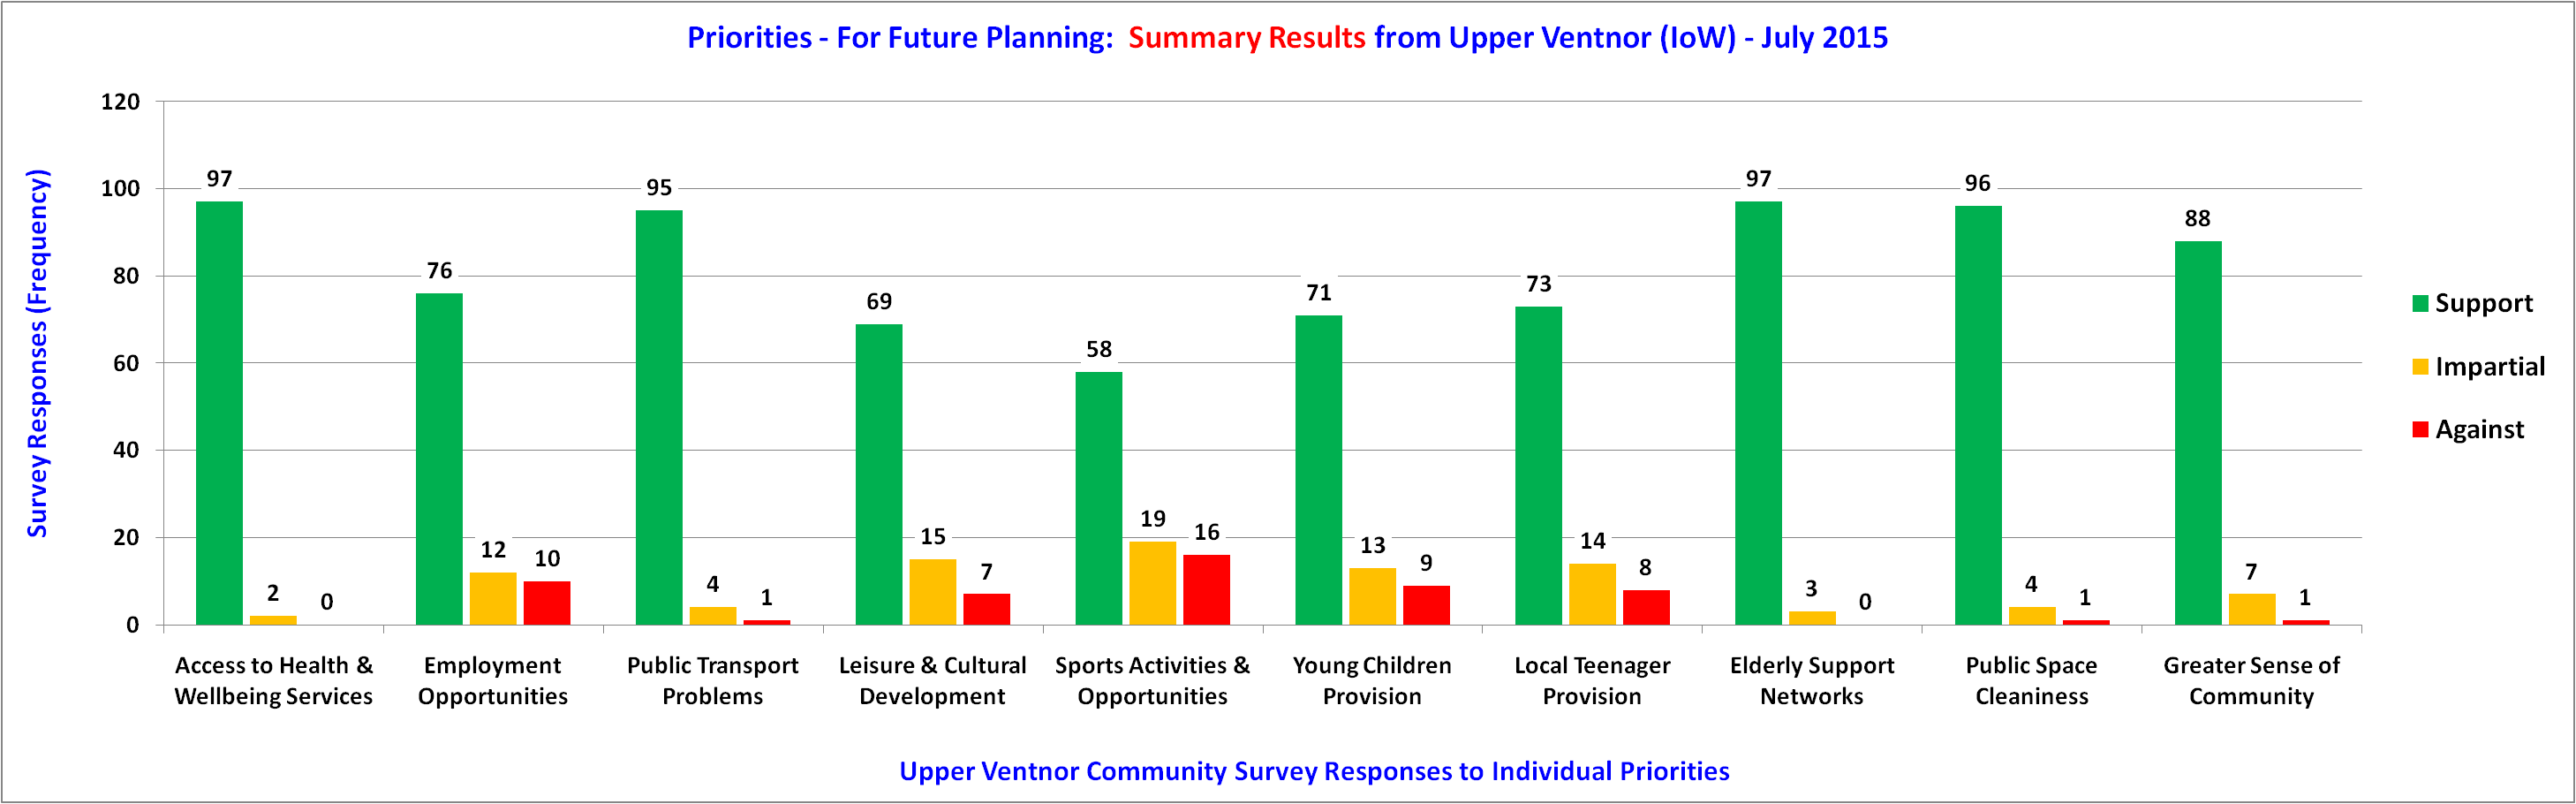 Priorities - For Future Planning:  Summary Results from Upper Ventnor (IoW) - July 2015
Survey Responses (Frequency)
120
100
80
60
40
20
0
97
2
0
76
12
10
95
4
1
69
15
7
58
19
16
71
13
9
73
14
8
97
3
0
96
4
1
88
7
1
Access to Health &
Wellbeing Services
Employment
Opportunities
Public Transport
Problems
Leisure & Cultural
Development
Sports Activities &
Opportunities
Young Children
Provision
Local Teenager
Provision
Elderly Support
Networks
Public Space
Cleaniness
Greater Sense of
Community
Upper Ventnor Community Survey Responses to Individual Priorities
Support
Impartial
Against